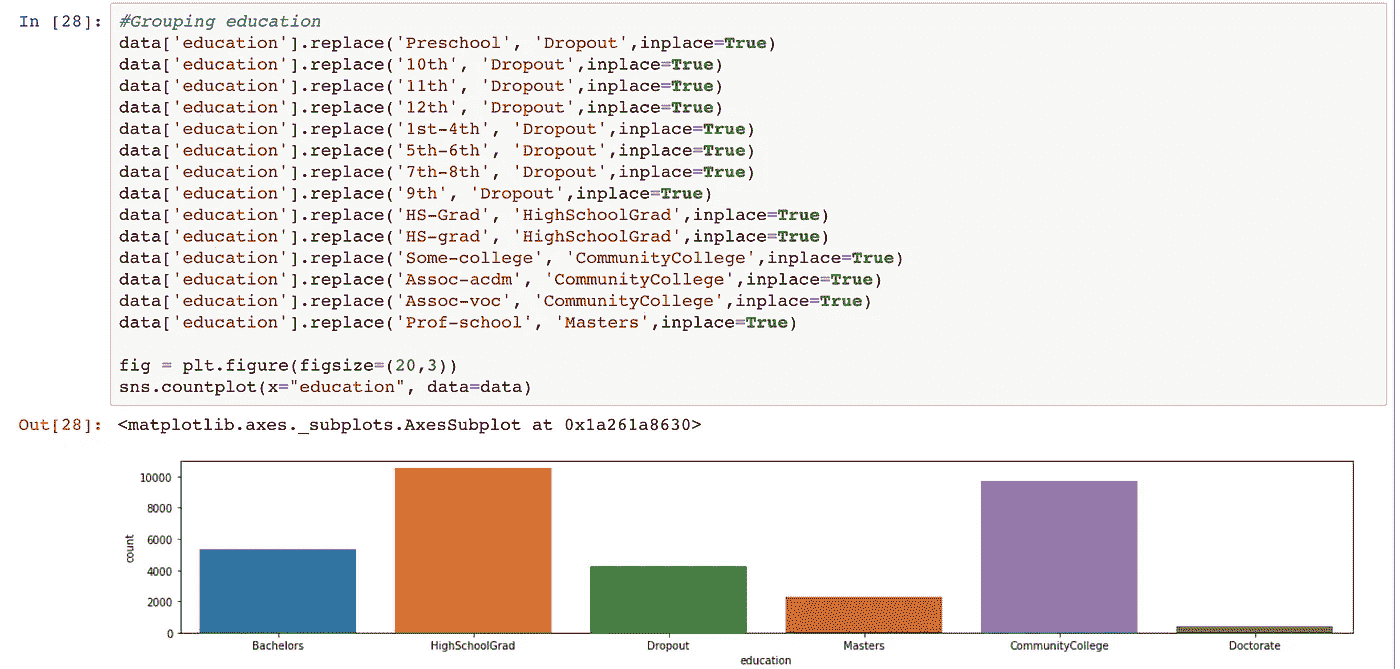 In [28]: #Grouping education
data['education'].replace('Preschool', 'Dropout',inplace=True)
data['education'].replace('10th', 'Dropout',inplace=True)
data['education'].replace('11th', 'Dropout',inplace=True)
data['education'].replace('12th', 'Dropout',inplace=True)
data['education'].replace('1st-4th', 'Dropout',inplace=True)
data['education'].replace('5th-6th', 'Dropout',inplace=True)
data['education'].replace('7th-8th', 'Dropout',inplace=True)
data['education'].replace('9th', 'Dropout',inplace=True)
data['education'].replace('HS-Grad', 'HighSchoolGrad',inplace=True)
data['education'].replace('HS-grad', 'HighSchoolGrad',inplace=True)
data['education'].replace('Some-college', 'CommunityCollege',inplace=True)
data['education'].replace('Assoc-acdm', 'CommunityCollege',inplace=True)
data['education'].replace('Assoc-voc', 'CommunityCollege',inplace=True)
data['education'].replace('Prof-school', 'Masters',inplace=True)
fig = plt.figure(figsize=(20,3))
sns.countplot(x="education", data=data)
Out[28]: <matplotlib.axes._subplots.AxesSubplot at 0x1a261a8630>
10000
8000
6000
4000
2000
0
count
Bachelors HighSchoolGrad Dropout Masters CommunityCollege Doctorate
education